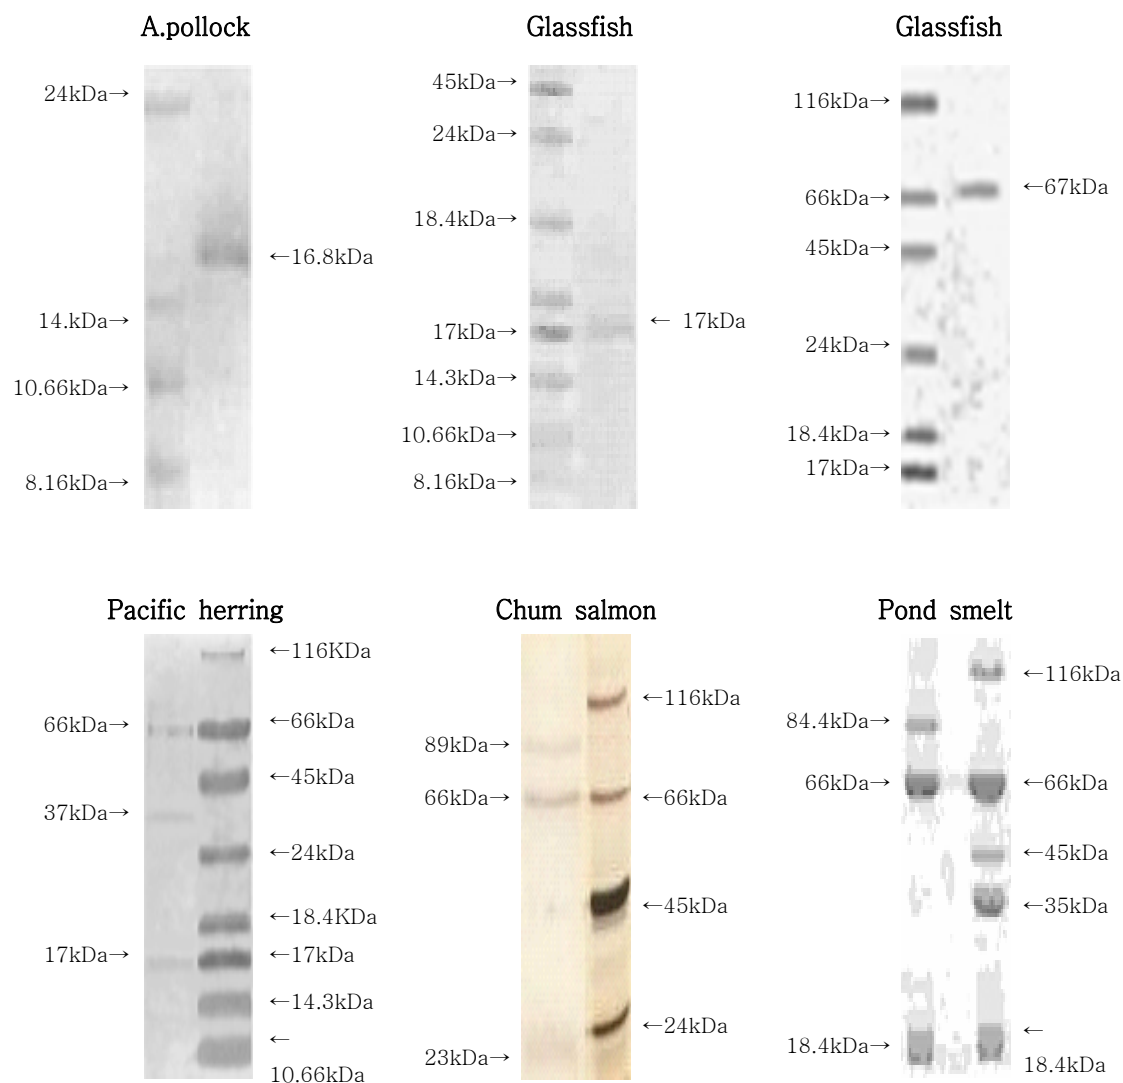 A.pollock
24kDa→
←16.8kDa
14.kDa→
10.66kDa→
8.16kDa→
Glassfish
45kDa→
24kDa→
18.4kDa→
17kDa→
← 17kDa
14.3kDa→
10.66kDa→
8.16kDa→
Glassfish
116kDa→
66kDa→
←67kDa
45kDa→
24kDa→
18.4kDa→
17kDa→
Pacific herring
66kDa→
37kDa→
17kDa→
←116KDa
←66kDa
←45kDa
←24kDa
←18.4KDa
←17kDa
←14.3kDa
←
10.66kDa
Chum salmon
89kDa→
66kDa→
23kDa→
←116kDa
←66kDa
←45kDa
←24kDa
Pond smelt
84.4kDa→
66kDa→
18.4kDa→
←116kDa
←66kDa
←45kDa
←35kDa
←
18.4kDa